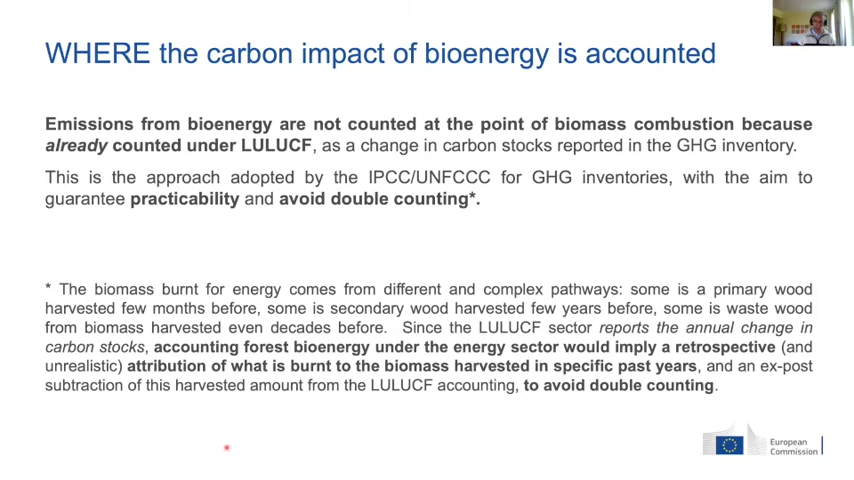 WHERE the carbon impact of bioenergy is accounted
Emissions from bioenergy are not counted at the point of biomass combustion because
already counted under LULUCF, as a change in carbon stocks reported in the GHG inventory.
This is the approach adopted by the IPCC/UNFCCC for GHG inventories, with the aim to
guarantee practicability and avoid double counting*.
* The biomass burnt for energy comes from different and complex pathways: some is a primary wood
harvested few months before, some is secondary wood harvested few years before, some is waste wood
from biomass harvested even decades before. Since the LULUCF sector reports the annual change in
carbon stocks, accounting forest bioenergy under the energy sector would imply a retrospective (and
unrealistic) attribution of what is burnt to the biomass harvested in specific past years, and an ex-post
subtraction of this harvested amount from the LULUCF accounting, to avoid double counting.
European
Commission